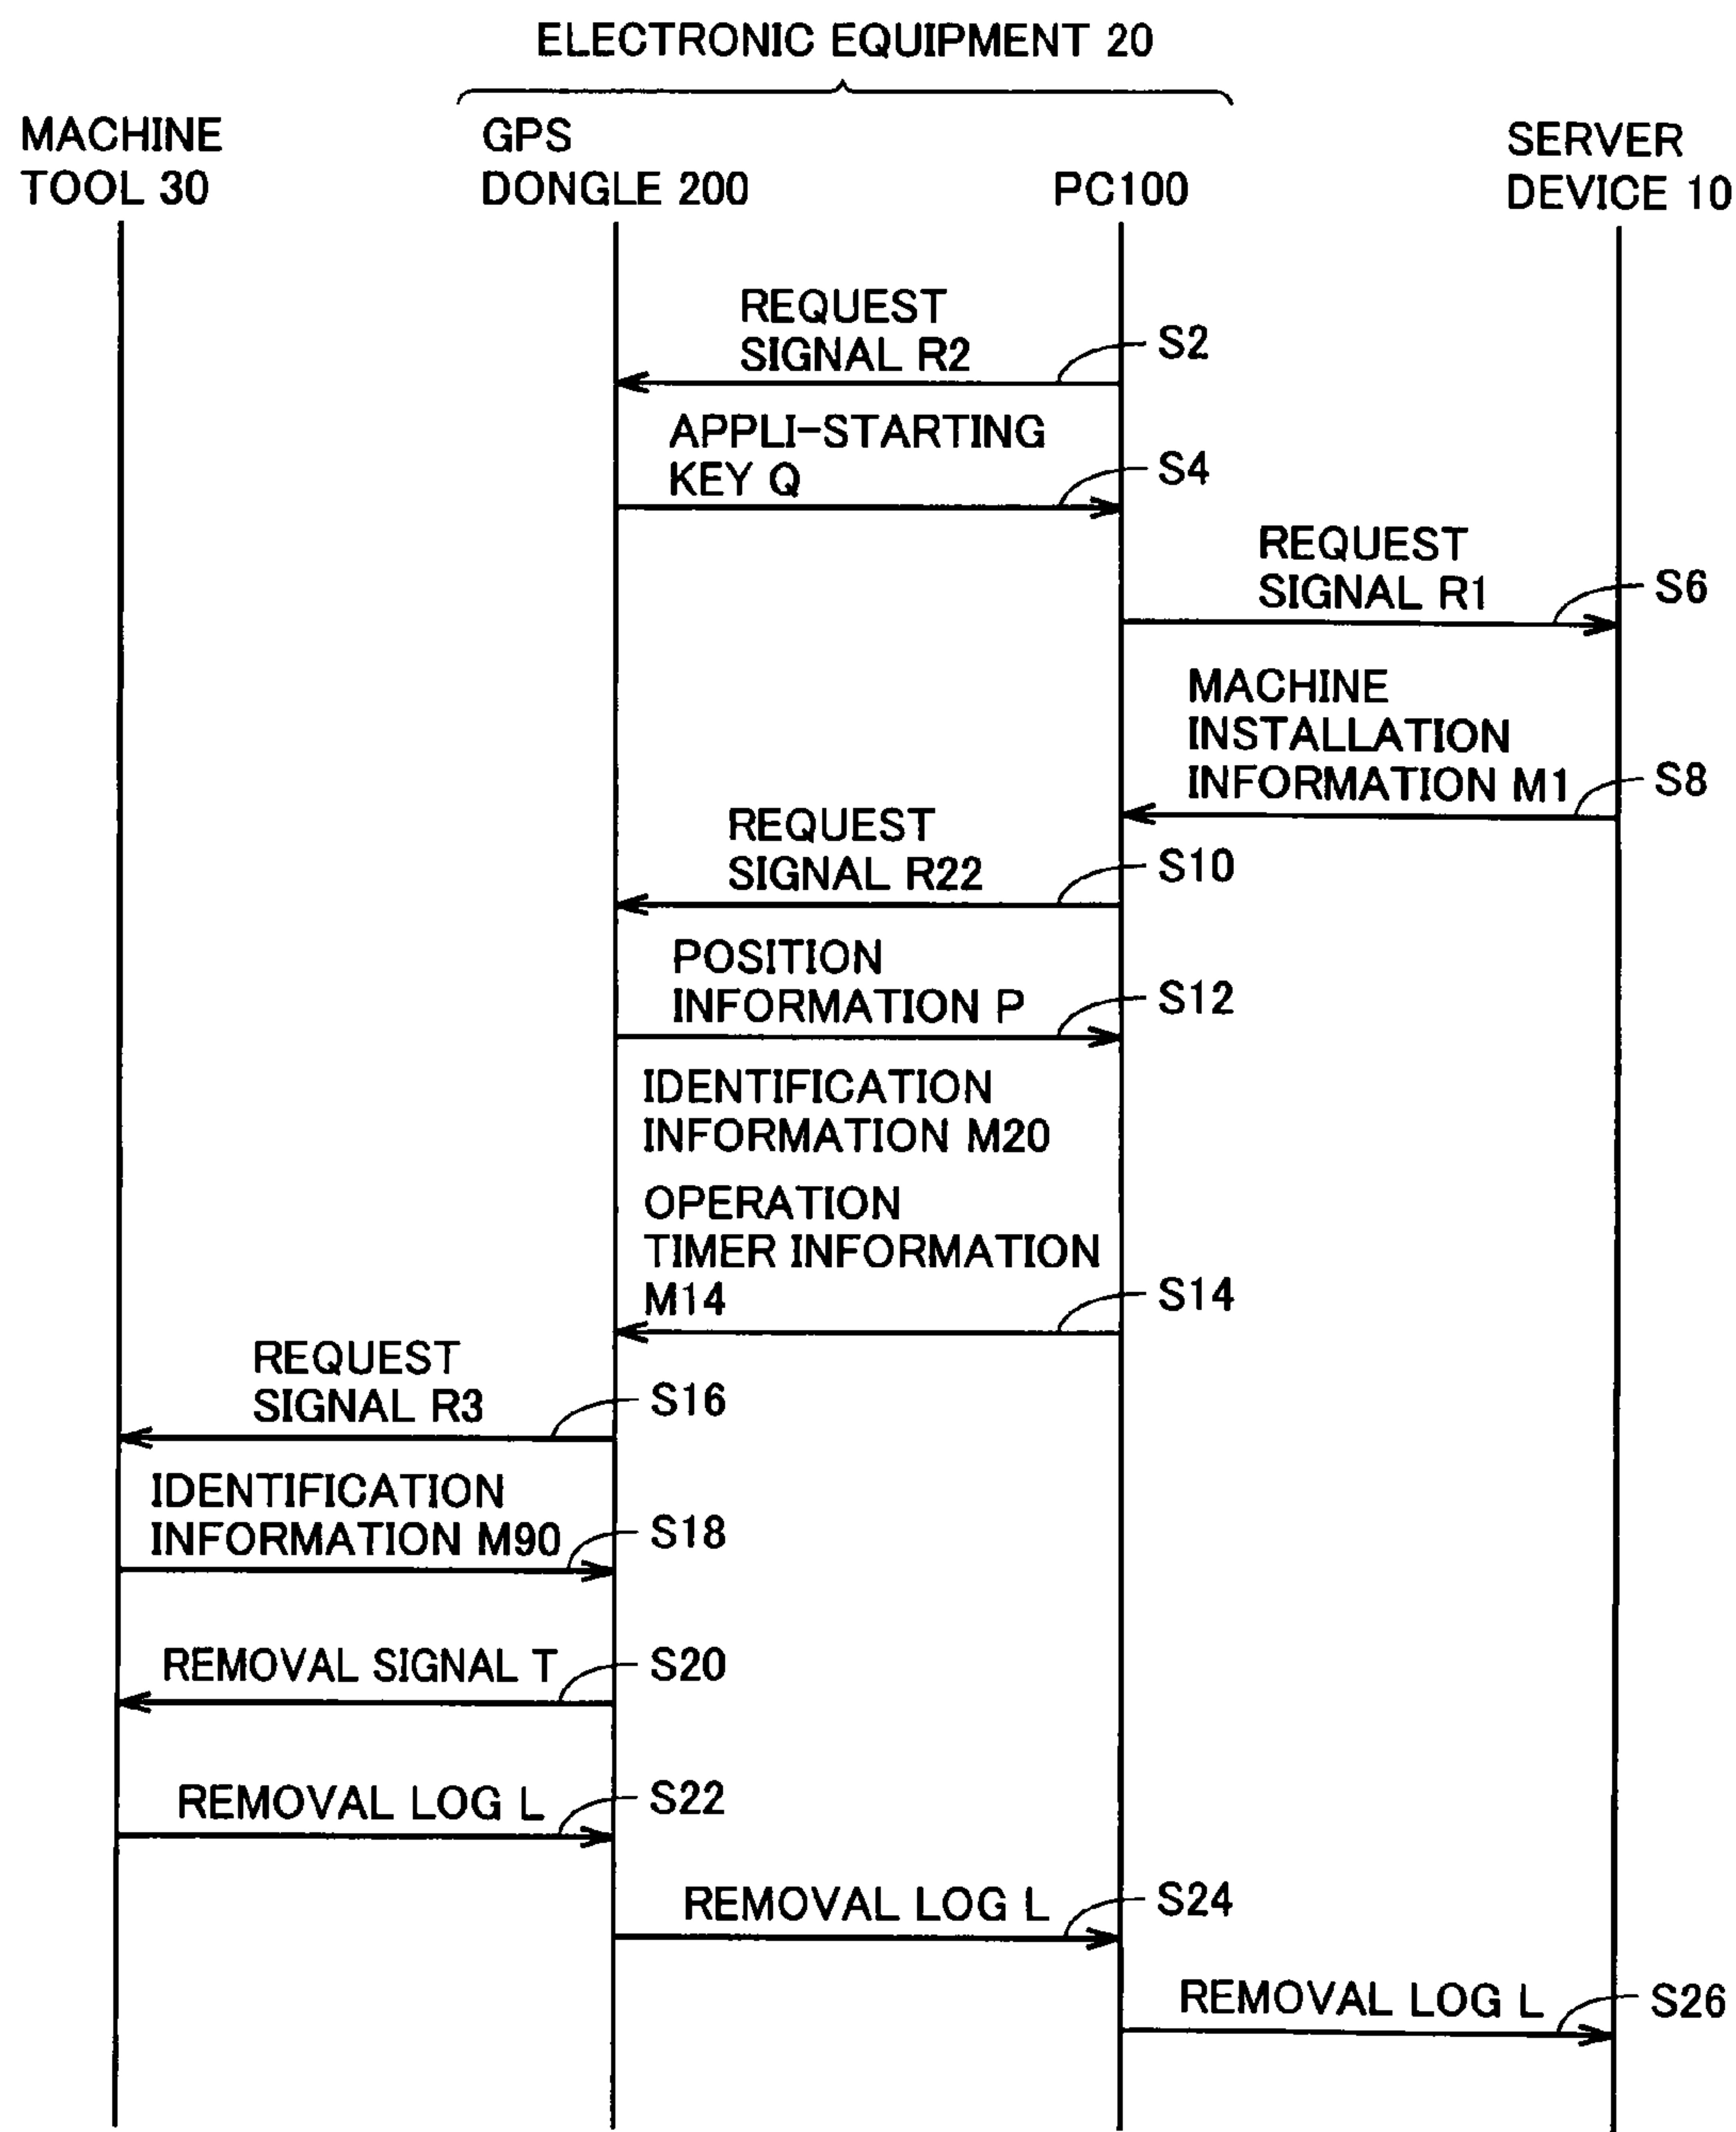 ELECTRONIC EQUIPMENT 20
MACHINE
TOOL 30
GPS
DONGLE 200
PC100
SERVER
DEVICE 10
REQUEST
SIGNAL R2
S2
APPLI-STARTING
KEY Q
S4
REQUEST
SIGNAL R1
S6
MACHINE
INSTALLATION
INFORMATION M1
S8
REQUEST
SIGNAL R22
S10
POSITION
INFORMATION P
S12
IDENTIFICATION
INFORMATION M20
OPERATION
TIMER INFORMATION
M14
S14
REQUEST
SIGNAL R3
S16
IDENTIFICATION
INFORMATION M90
S18
REMOVAL SIGNAL T
S20
REMOVAL LOG L
S22
REMOVAL LOG L
S24
REMOVAL LOG L
S26